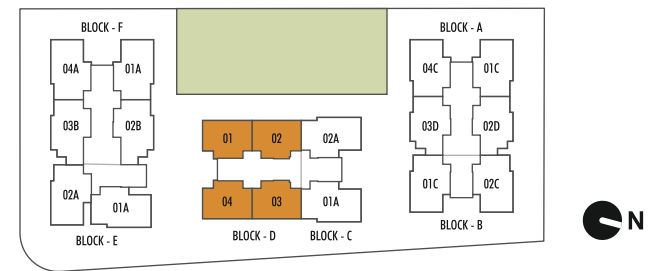 BLOCK - F
BLOCK - A
04A
01A
04C
01C
03B
02B
01
02
02A
03D
02D
02A
01A
04
03
01A
01C
02C
BLOCK - E
BLOCK - D
BLOCK - C
BLOCK - B
N